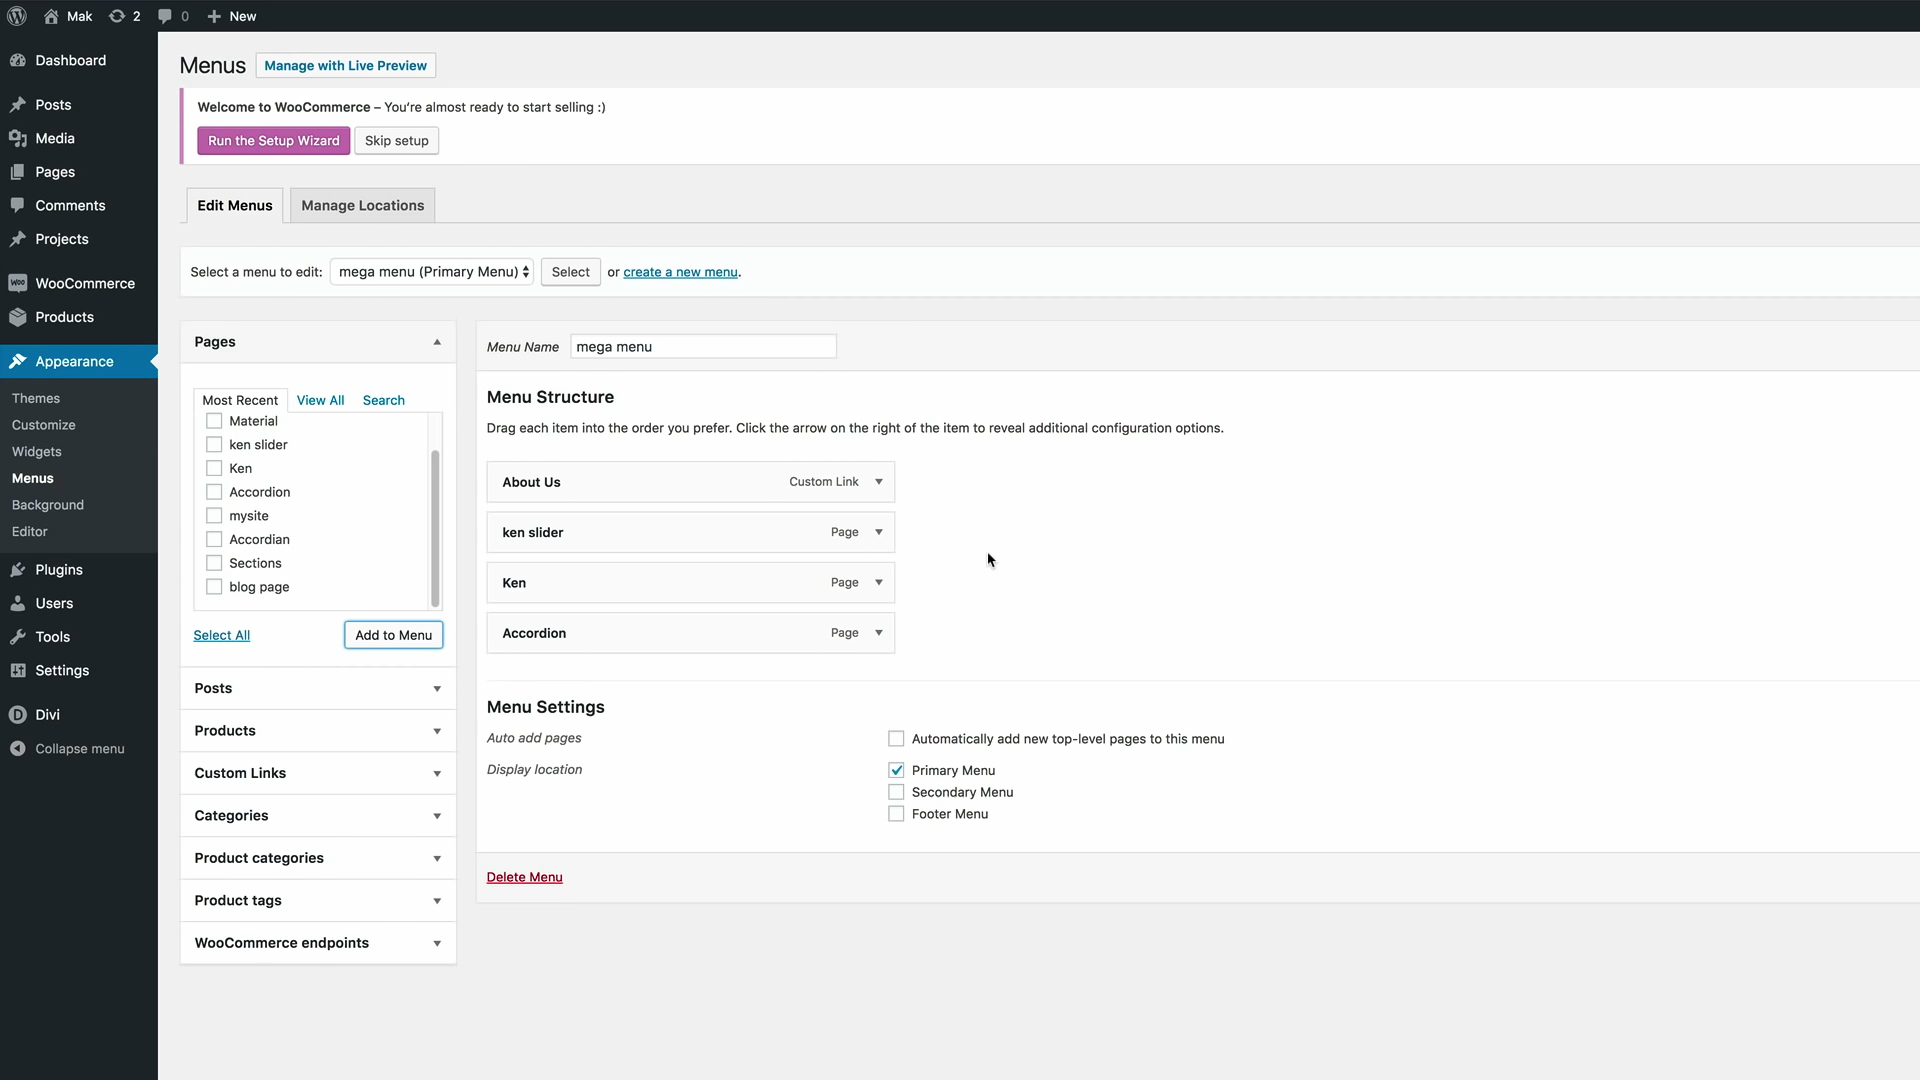 Mak 2 0 New
Dashboard
Posts
Media
Pages
Comments
Projects
WooCommerce
Products
Appearance
Themes
Customize
Widgets
Menus
Background
Editor
Plugins
Users
Tools
Settings
Divi
Collapse menu
Menus Manage with Live Preview
Welcome to WooCommerce – You're almost ready to start selling :)
Run the Setup Wizard Skip setup
Edit Menus Manage Locations
Select a menu to edit: mega menu (Primary Menu) Select or create a new menu.
Pages
Most Recent View All Search
Material
ken slider
Ken
Accordion
mysite
Accordian
Sections
blog page
Select All Add to Menu
Posts
Products
Custom Links
Categories
Product categories
Product tags
WooCommerce endpoints
Menu Name mega menu
Menu Structure
Drag each item into the order you prefer. Click the arrow on the right of the item to reveal additional configuration options.
About Us Custom Link
ken slider Page
Ken Page
Accordion Page
Menu Settings
Auto add pages Automatically add new top-level pages to this menu
Display location Primary Menu
Secondary Menu
Footer Menu
Delete Menu